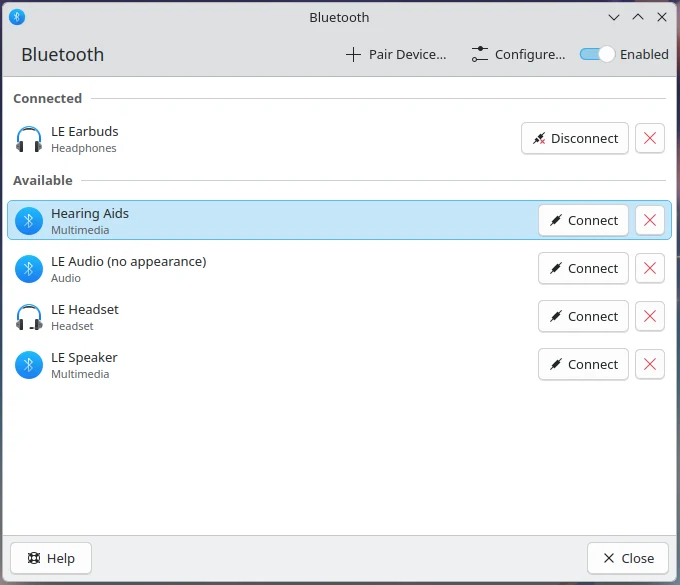 Bluetooth
Bluetooth
Pair Device...
Configure...
Enabled
Connected
LE Earbuds
Headphones
Disconnect
Available
Hearing Aids
Multimedia
Connect
LE Audio (no appearance)
Audio
Connect
LE Headset
Headset
Connect
LE Speaker
Multimedia
Connect
Help
Close